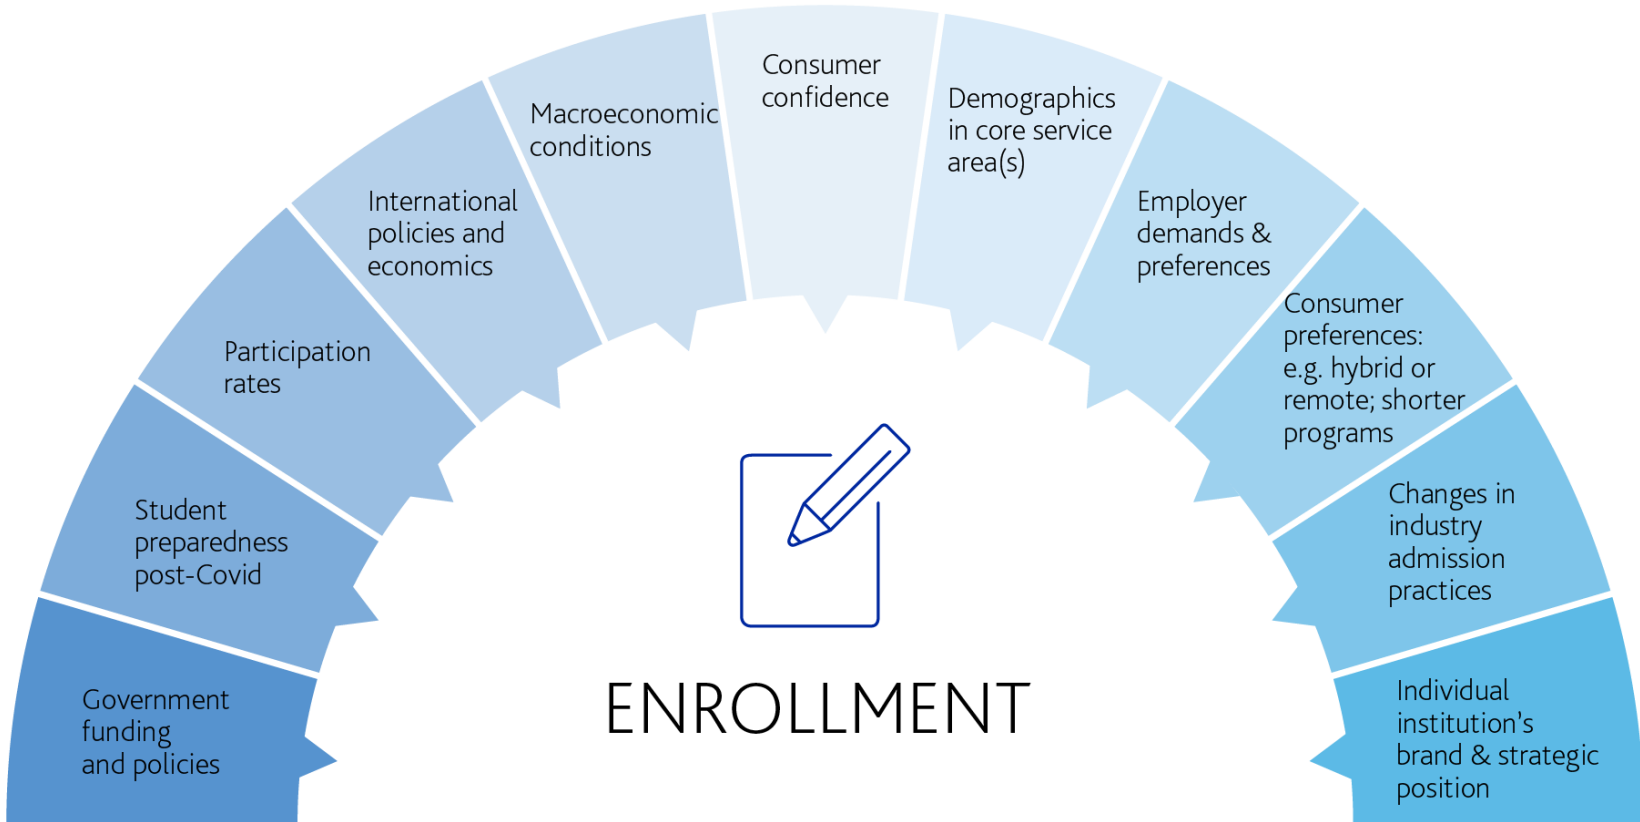 Government
funding
and policies
Student
preparedness
post-Covid
Participation
rates
International
policies and
economics
Macroeconomic
conditions
Consumer
confidence
Demographics
in core service
area(s)
Employer
demands &
preferences
Consumer
preferences:
e.g. hybrid or
remote; shorter
programs
Changes in
industry
admission
practices
Individual
institution’s
brand & strategic
position
ENROLLMENT